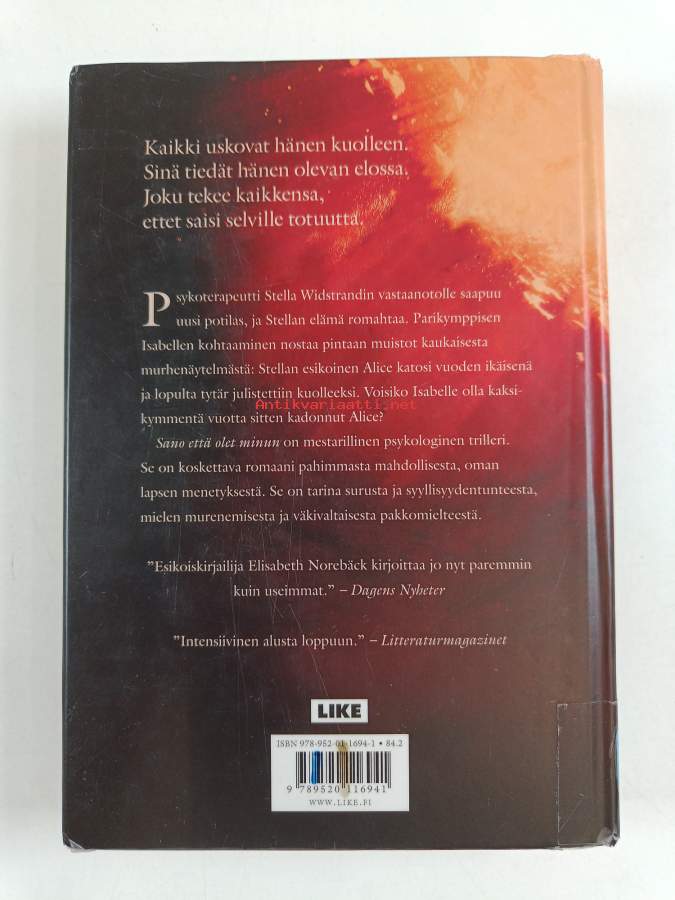 Kaikki uskovat hänen kuolleen.
Sinä tiedät hänen olevan elossa.
Joku tekee kaikkensa,
ettet saisi selville totuutta.
Psykoterapeutti Stella Widstrandin vastaanotolle saapuu
uusi potilas, ja Stellan elämä romahtaa. Parikymppisen
Isabellen kohtaaminen nostaa pintaan muistot kaukaisesta
murhenäytelmästä: Stellan esikoinen Alice katosi vuoden ikäisenä
ja lopulta tytär julistettiin kuolleeksi. Voisiko Isabelle olla kaksi-
Antikvariaatti.net
kymmentä vuotta sitten kadonnut Alice?
Sano että olet minun on mestarillinen psykologinen trilleri.
Se on koskettava romaani pahimmasta mahdollisesta, oman
lapsen menetyksestä. Se on tarina surusta ja syyllisyydentunteesta,
mielen murenemisesta ja väkivaltaisesta pakkomielteestä.
"Esikoiskirjailija Elisabeth Norebäck kirjoittaa jo nyt paremmin
kuin useimmat." – Dagens Nyheter
"Intensiivinen alusta loppuun." – Litteraturmagazinet
LIKE
ISBN 978-952-01-1694-1 • 84.2
9 789520 116941
WWW.LIKE.FI